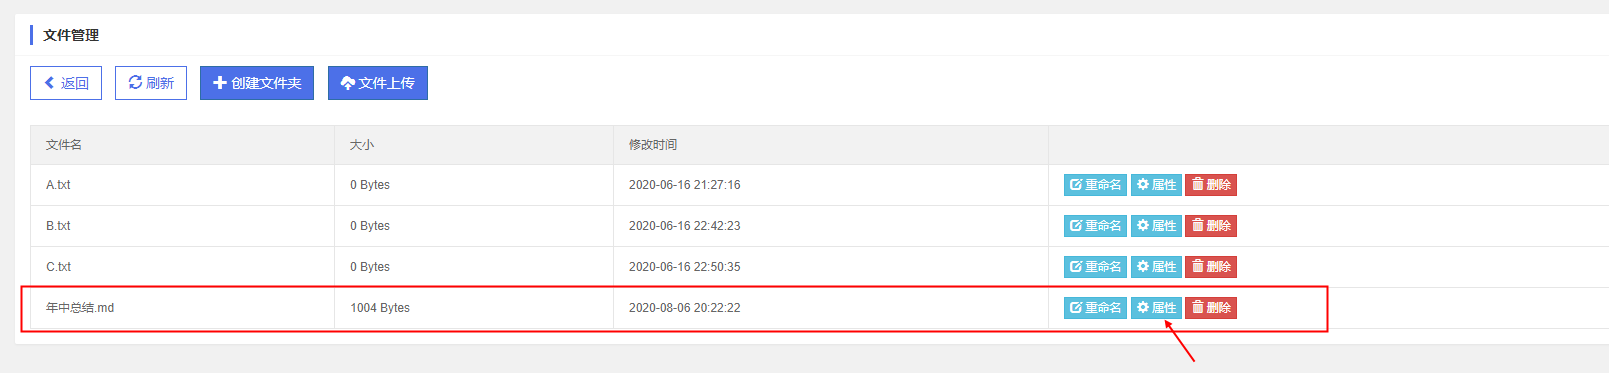 文件管理
返回 刷新 创建文件夹 文件上传
文件名 大小 修改时间
A.txt 0 Bytes 2020-06-16 21:27:16 重命名 属性 删除
B.txt 0 Bytes 2020-06-16 22:42:23 重命名 属性 删除
C.txt 0 Bytes 2020-06-16 22:50:35 重命名 属性 删除
年中总结.md 1004 Bytes 2020-08-06 20:22:22 重命名 属性 删除